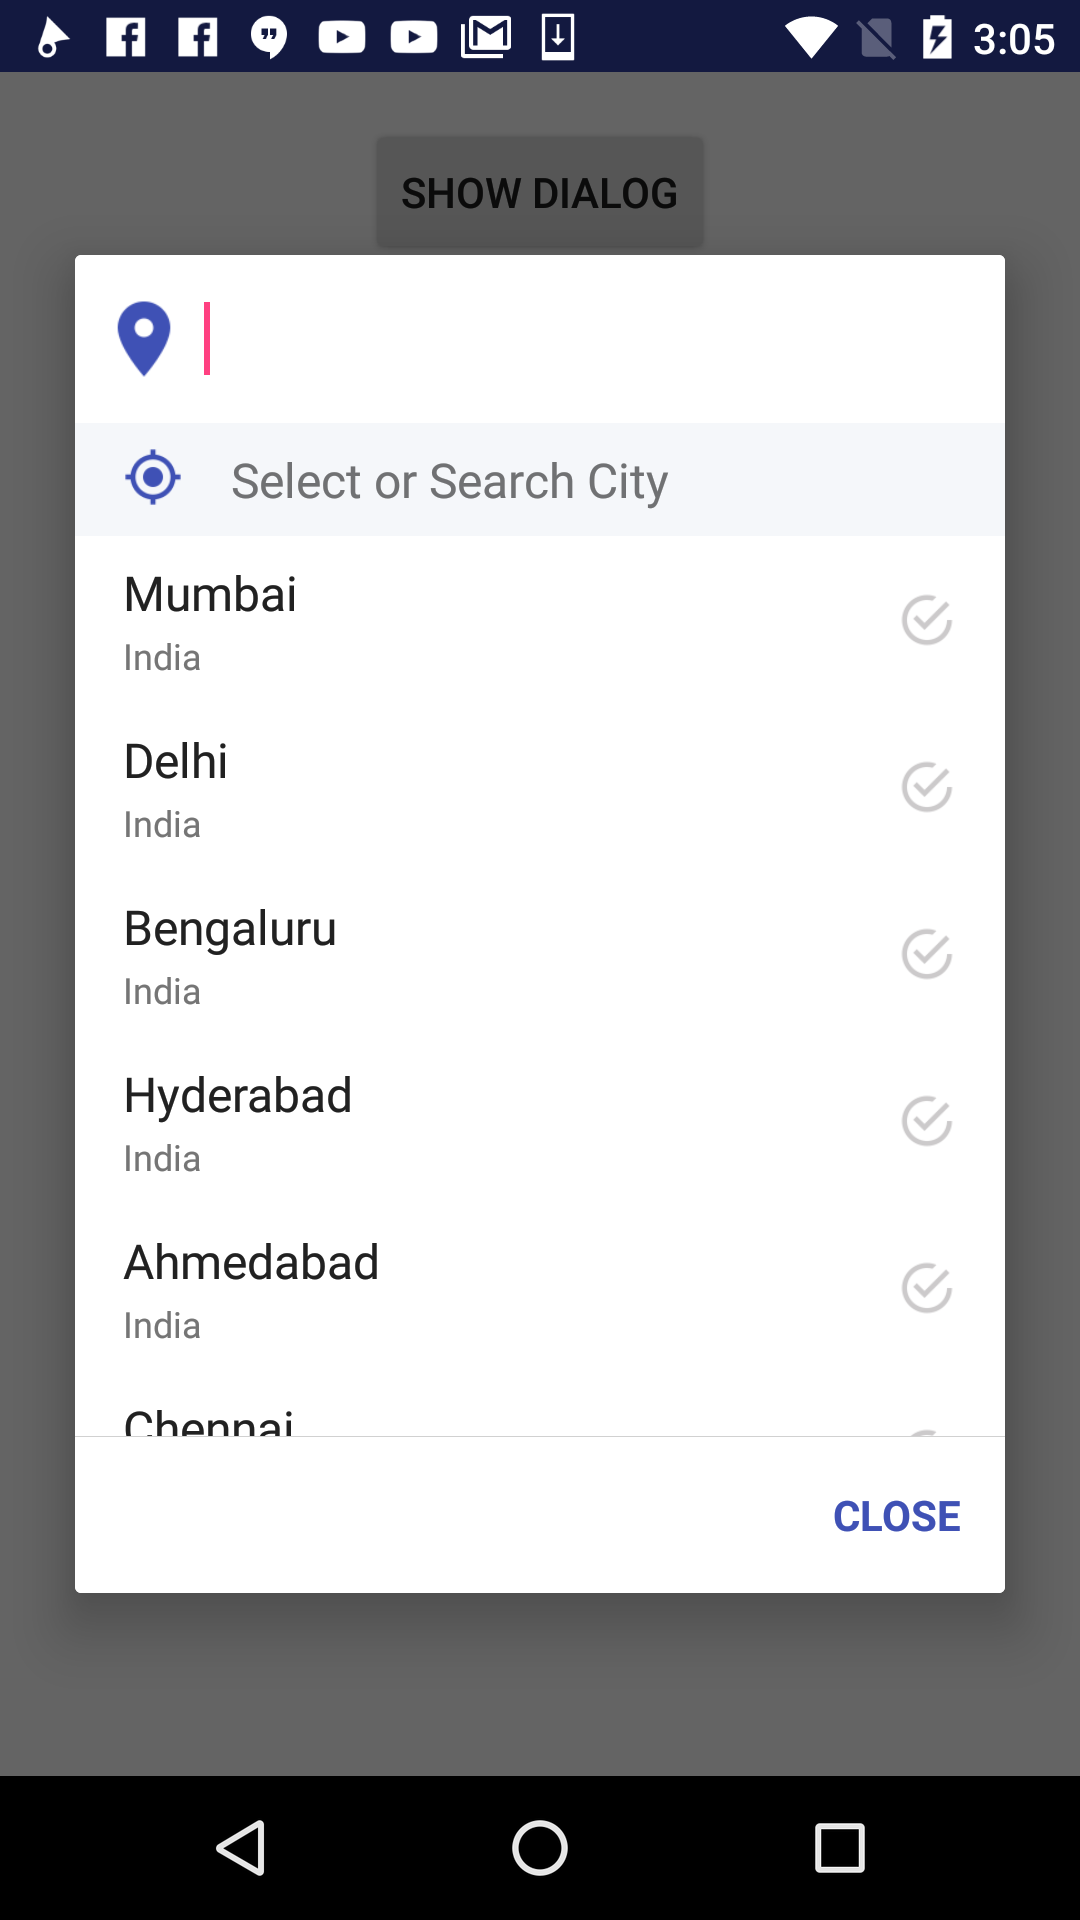 3:05
SHOW DIALOG
Select or Search City
Mumbai
India
Delhi
India
Bengaluru
India
Hyderabad
India
Ahmedabad
India
Chennai
CLOSE